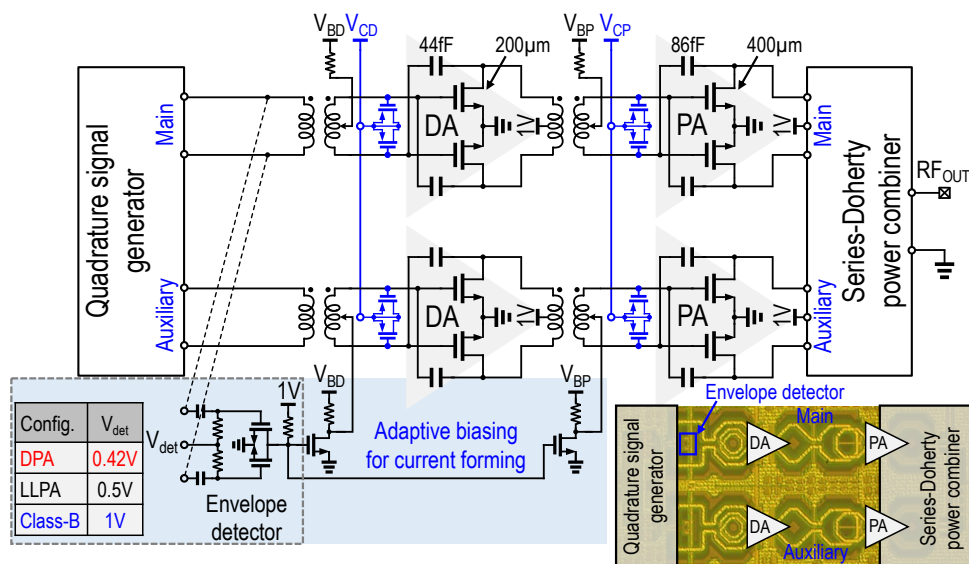 V_BD
V_CD
44fF
200µm
V_BP
V_CP
86fF
400µm
Quadrature signal
generator
Main
DA
1V
PA
1V
Main
Series-Doherty
power combiner
RF_OUT
Auxiliary
DA
1V
PA
1V
Auxiliary
V_BD
V_BP
1V
Config. V_det
DPA 0.42V
LLPA 0.5V
Class-B 1V
V_det
Envelope
detector
Adaptive biasing
for current forming
Envelope detector
Quadrature signal
generator
Main
DA
PA
DA
PA
Auxiliary
Series-Doherty
power combiner